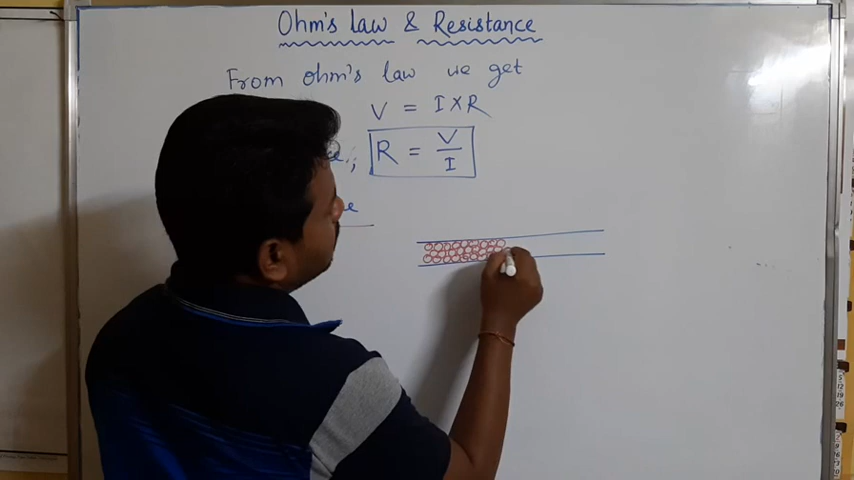 Ohm's law & Resistance
From ohm's law we get
V = I X R
R = V/I